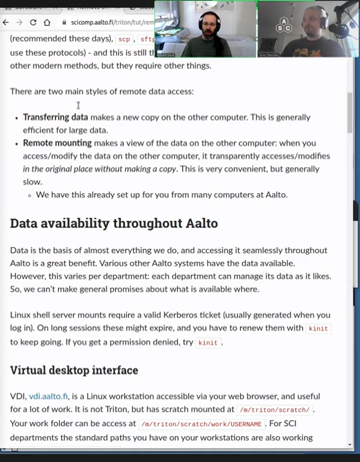 scicomp.aalto.fi/triton/tut/rem
(recommended these days), scp ,
use these protocols) - and this is still th
other modern methods, but they require other things.
There are two main styles of remote data access:
• Transferring data makes a new copy on the other computer. This is generally
efficient for large data.
• Remote mounting makes a view of the data on the other computer: when you
access/modify the data on the other computer, it transparently accesses/modifies
in the original place without making a copy. This is very convenient, but generally
slow.
◦ We have this already set up for you from many computers at Aalto.
Data availability throughout Aalto
Data is the basis of almost everything we do, and accessing it seamlessly throughout
Aalto is a great benefit. Various other Aalto systems have the data available.
However, this varies per department: each department can manage its data as it likes.
So, we can't make general promises about what is available where.
Linux shell server mounts require a valid Kerberos ticket (usually generated when you
log in). On long sessions these might expire, and you have to renew them with kinit
to keep going. If you get a permission denied, try kinit .
Virtual desktop interface
VDI, vdi.aalto.fi, is a Linux workstation accessible via your web browser, and useful
for a lot of work. It is not Triton, but has scratch mounted at /m/triton/scratch/ .
Your work folder can be access at /m/triton/scratch/work/USERNAME . For SCI
departments the standard paths you have on your workstations are also working